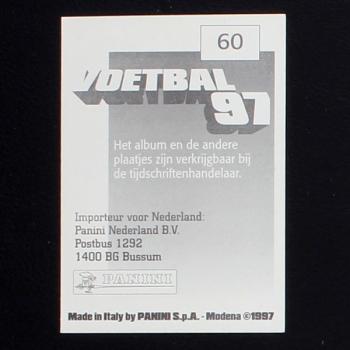 60
VOETBAL
97
Het album en de andere
plaatjes zijn verkrijgbaar bij
de tijdschriftenhandelaar.
Importeur voor Nederland:
Panini Nederland B.V.
Postbus 1292
1400 BG Bussum
PANINI
Made in Italy by PANINI S.p.A. - Modena ©1997